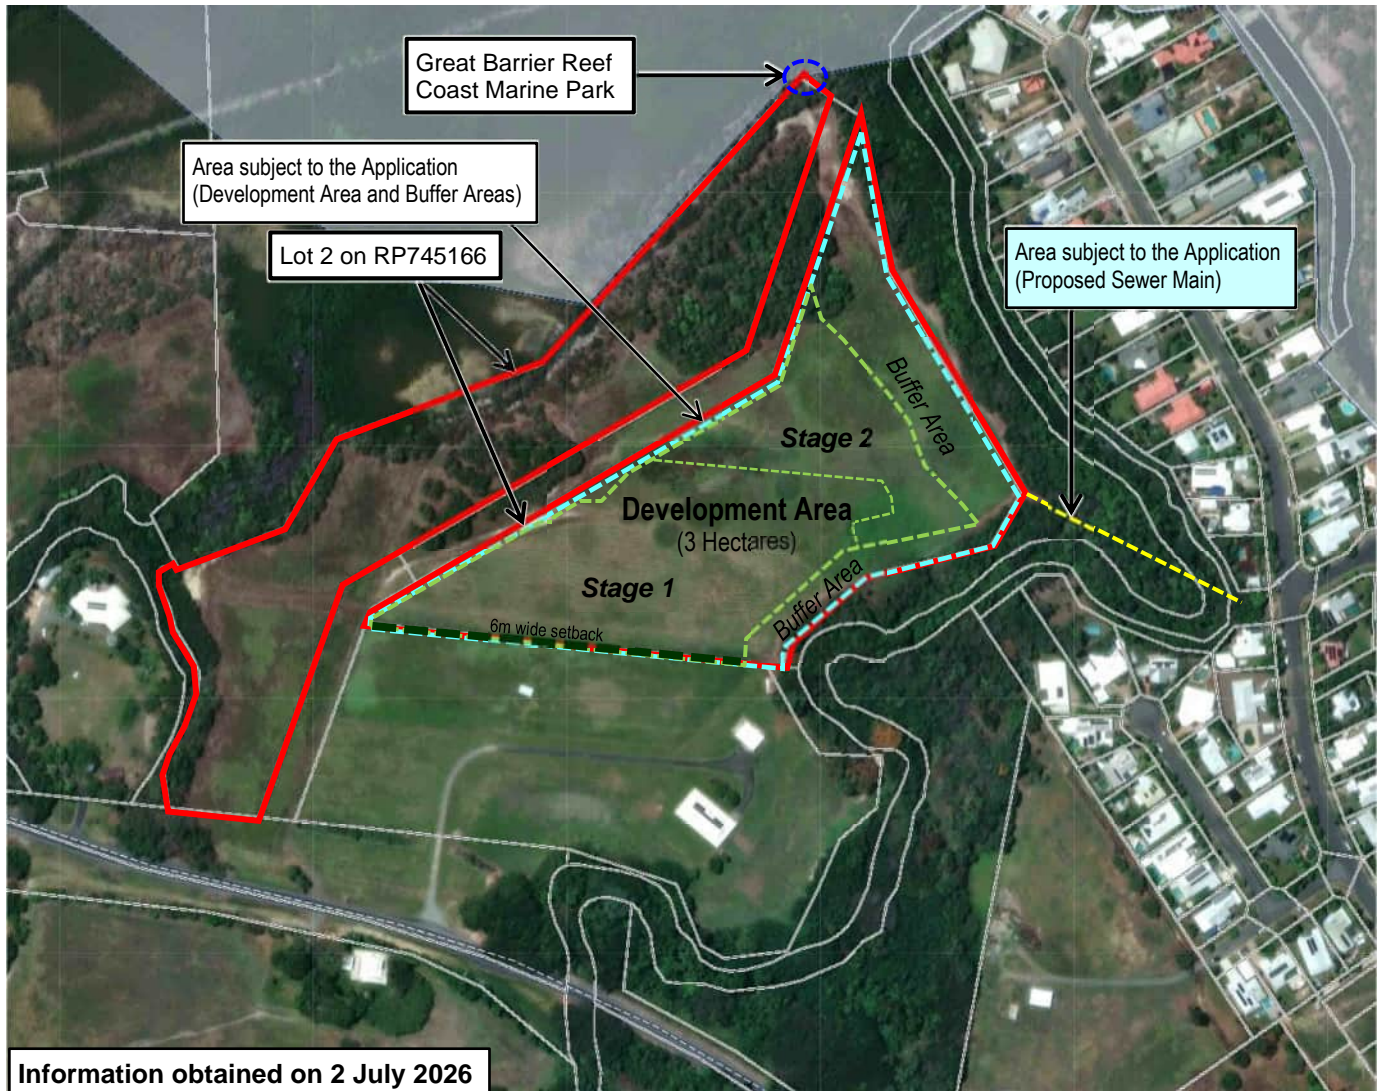 Great Barrier Reef
Coast Marine Park
Area subject to the Application
(Development Area and Buffer Areas)
Lot 2 on RP745166
Area subject to the Application
(Proposed Sewer Main)
Buffer Area
Stage 2
Development Area
(3 Hectares)
Stage 1
Buffer Area
6m wide setback
Information obtained on 2 July 2026